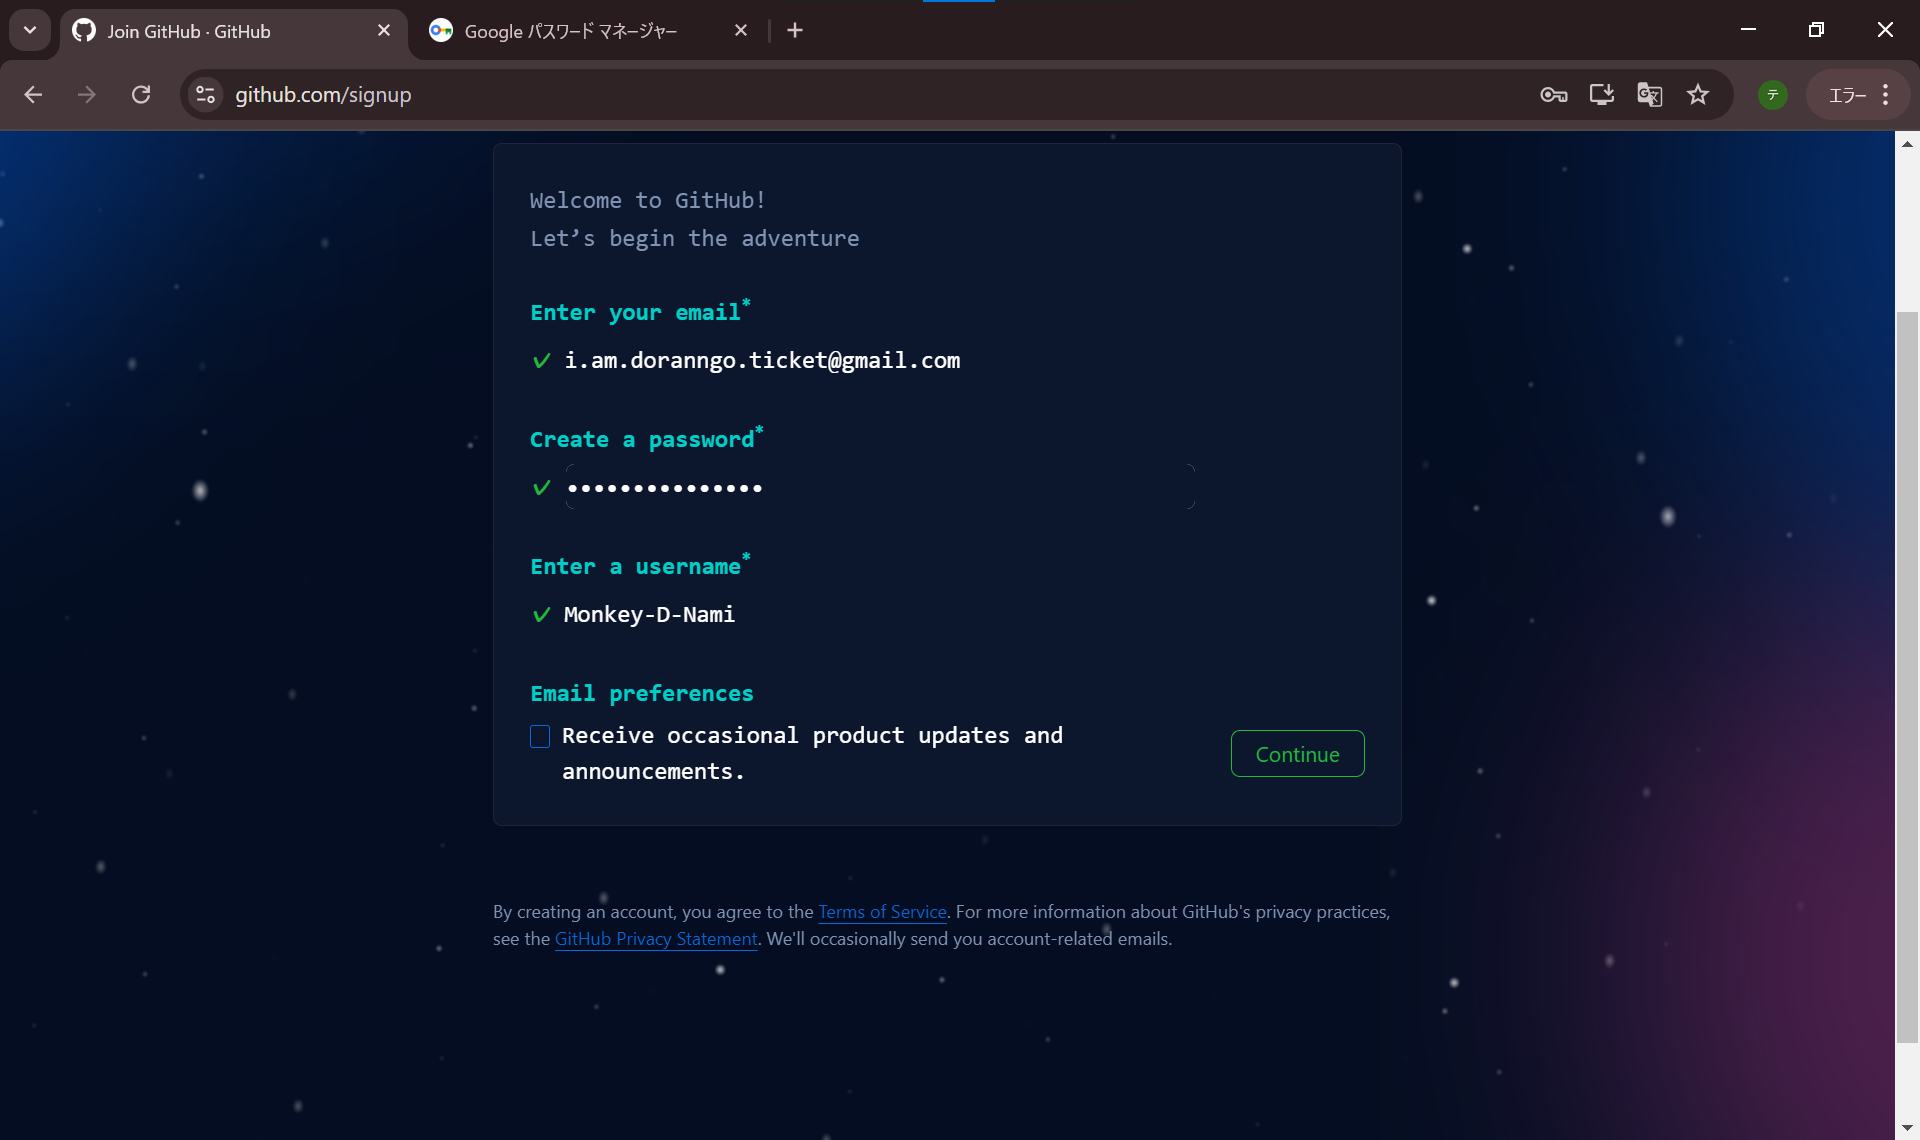 Join GitHub · GitHub
Google パスワード マネージャー
github.com/signup
テ
エラー
Welcome to GitHub!
Let’s begin the adventure
Enter your email*
✓ i.am.doranngo.ticket@gmail.com
Create a password*
✓ •••••••••••••••
Enter a username*
✓ Monkey-D-Nami
Email preferences
Receive occasional product updates and
announcements.
Continue
By creating an account, you agree to the Terms of Service. For more information about GitHub's privacy practices,
see the GitHub Privacy Statement. We'll occasionally send you account-related emails.